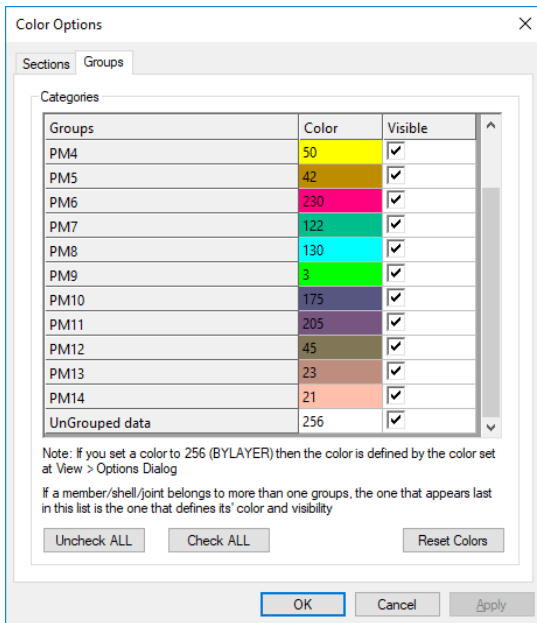 Color Options
Sections Groups
Categories
Groups Color Visible
PM4 50
PM5 42
PM6 230
PM7 122
PM8 130
PM9 3
PM10 175
PM11 205
PM12 45
PM13 23
PM14 21
UnGrouped data 256
Note: If you set a color to 256 (BYLAYER) then the color is defined by the color set
at View > Options Dialog
If a member/shell/joint belongs to more than one groups, the one that appears last
in this list is the one that defines its' color and visibility
Uncheck ALL Check ALL Reset Colors
OK Cancel Apply